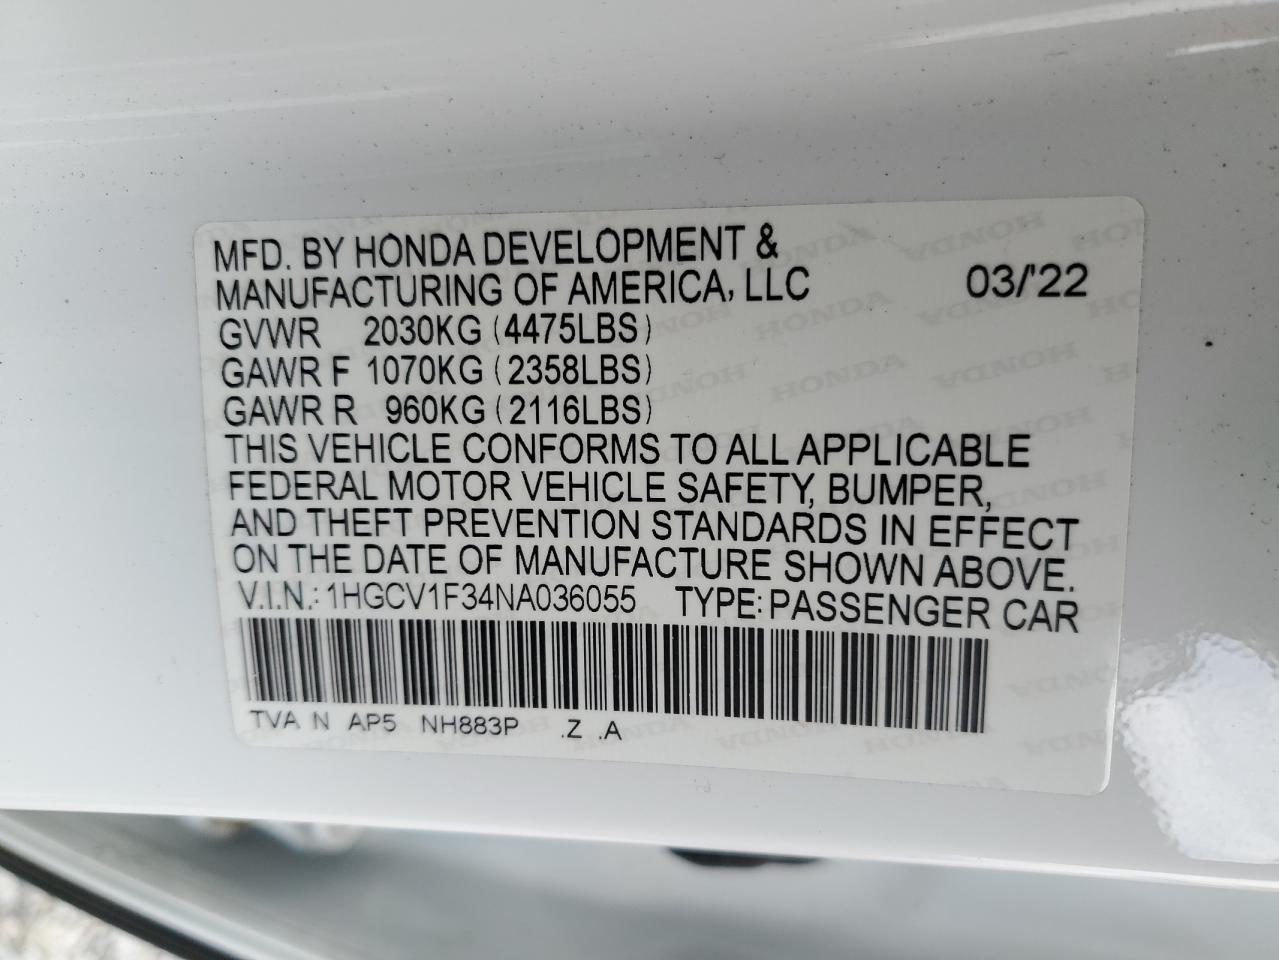 MFD. BY HONDA DEVELOPMENT &
MANUFACTURING OF AMERICA, LLC 03/'22
GVWR 2030KG (4475LBS)
GAWR F 1070KG (2358LBS)
GAWR R 960KG (2116LBS)
THIS VEHICLE CONFORMS TO ALL APPLICABLE
FEDERAL MOTOR VEHICLE SAFETY, BUMPER,
AND THEFT PREVENTION STANDARDS IN EFFECT
ON THE DATE OF MANUFACTURE SHOWN ABOVE.
V.I.N.: 1HGCV1F34NA036055 TYPE: PASSENGER CAR
TVA N AP5 NH883P .Z .A